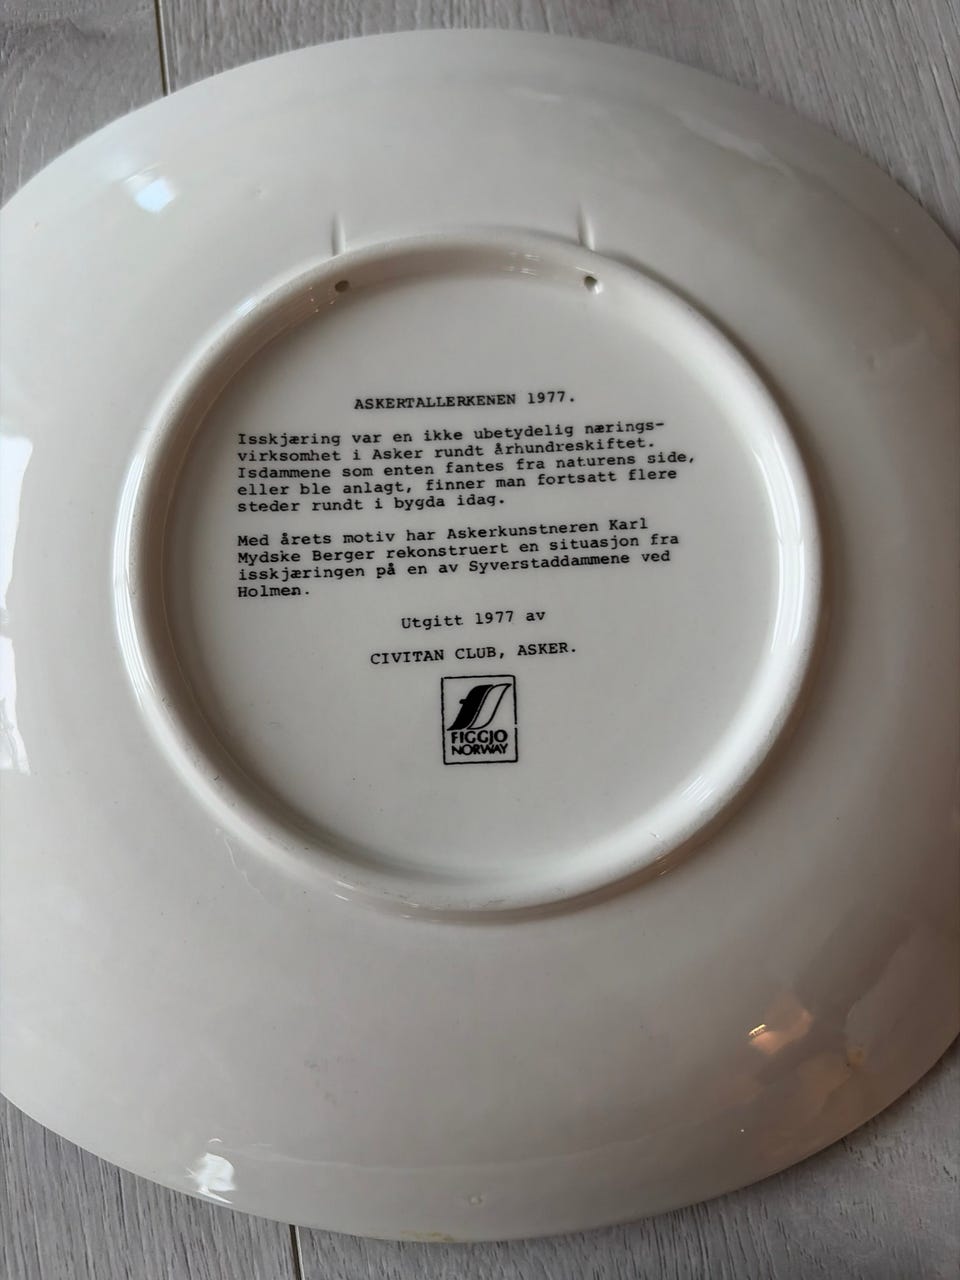 ASKERTALLERKENEN 1977.
Isskjæring var en ikke ubetydelig nærings-
virksomhet i Asker rundt århundreskiftet.
Isdammene som enten fantes fra naturens side,
eller ble anlagt, finner man fortsatt flere
steder rundt i bygda idag.
Med årets motiv har Askerkunstneren Karl
Mydske Berger rekonstruert en situasjon fra
isskjæringen på en av Syverstaddammene ved
Holmen.
Utgitt 1977 av
CIVITAN CLUB, ASKER.
FIGGJO
NORWAY